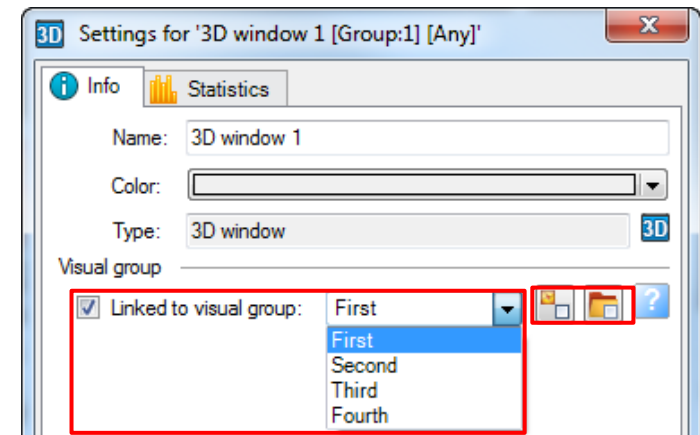 3D Settings for '3D window 1 [Group:1] [Any]' X
i Info Statistics
Name: 3D window 1
Color:
Type: 3D window 3D
Visual group
Linked to visual group: First ?
First
Second
Third
Fourth